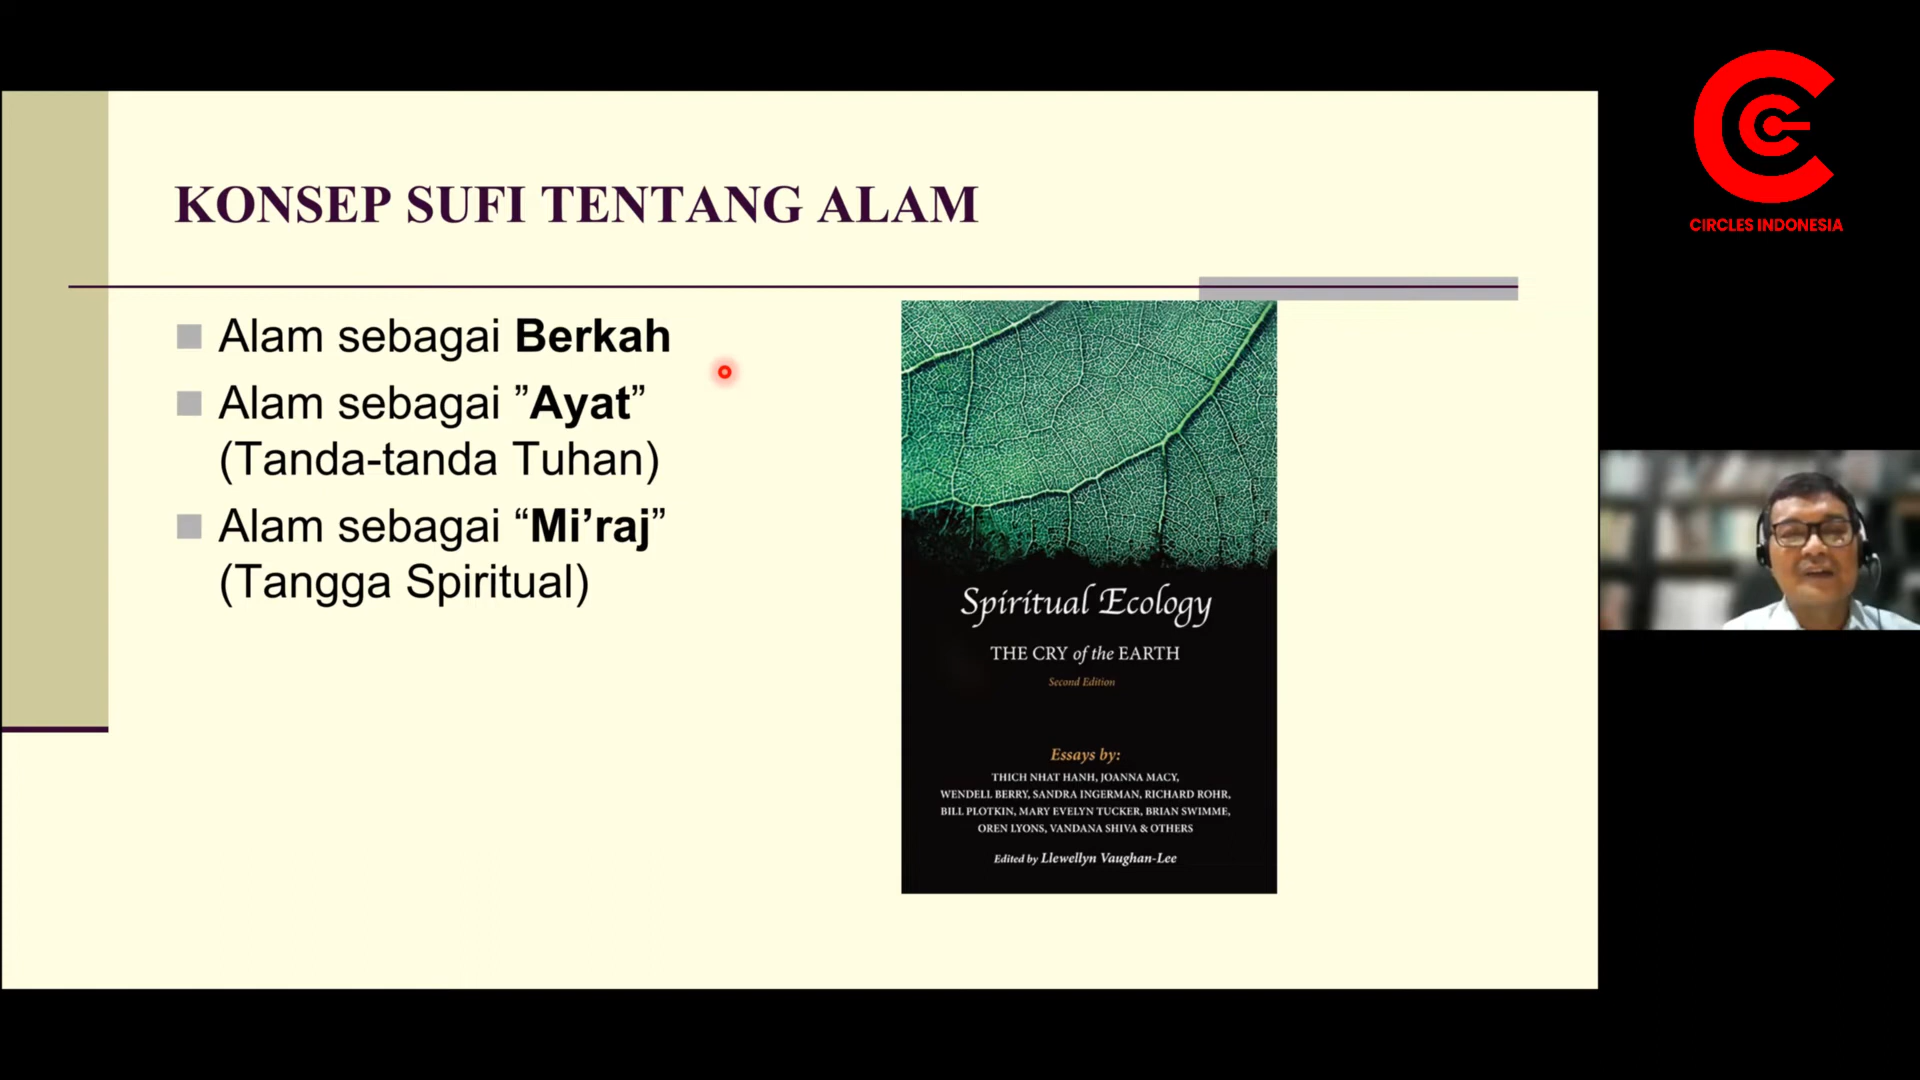 KONSEP SUFI TENTANG ALAM
Alam sebagai Berkah
Alam sebagai ”Ayat”
(Tanda-tanda Tuhan)
Alam sebagai “Mi’raj”
(Tangga Spiritual)
Spiritual Ecology
THE CRY of the EARTH
Second Edition
Essays by:
THICH NHAT HANH, JOANNA MACY,
WENDELL BERRY, SANDRA INGERMAN, RICHARD ROHR,
BILL PLOTKIN, MARY EVELYN TUCKER, BRIAN SWIMME,
OREN LYONS, VANDANA SHIVA & OTHERS
Edited by Llewellyn Vaughan-Lee
CIRCLES INDONESIA